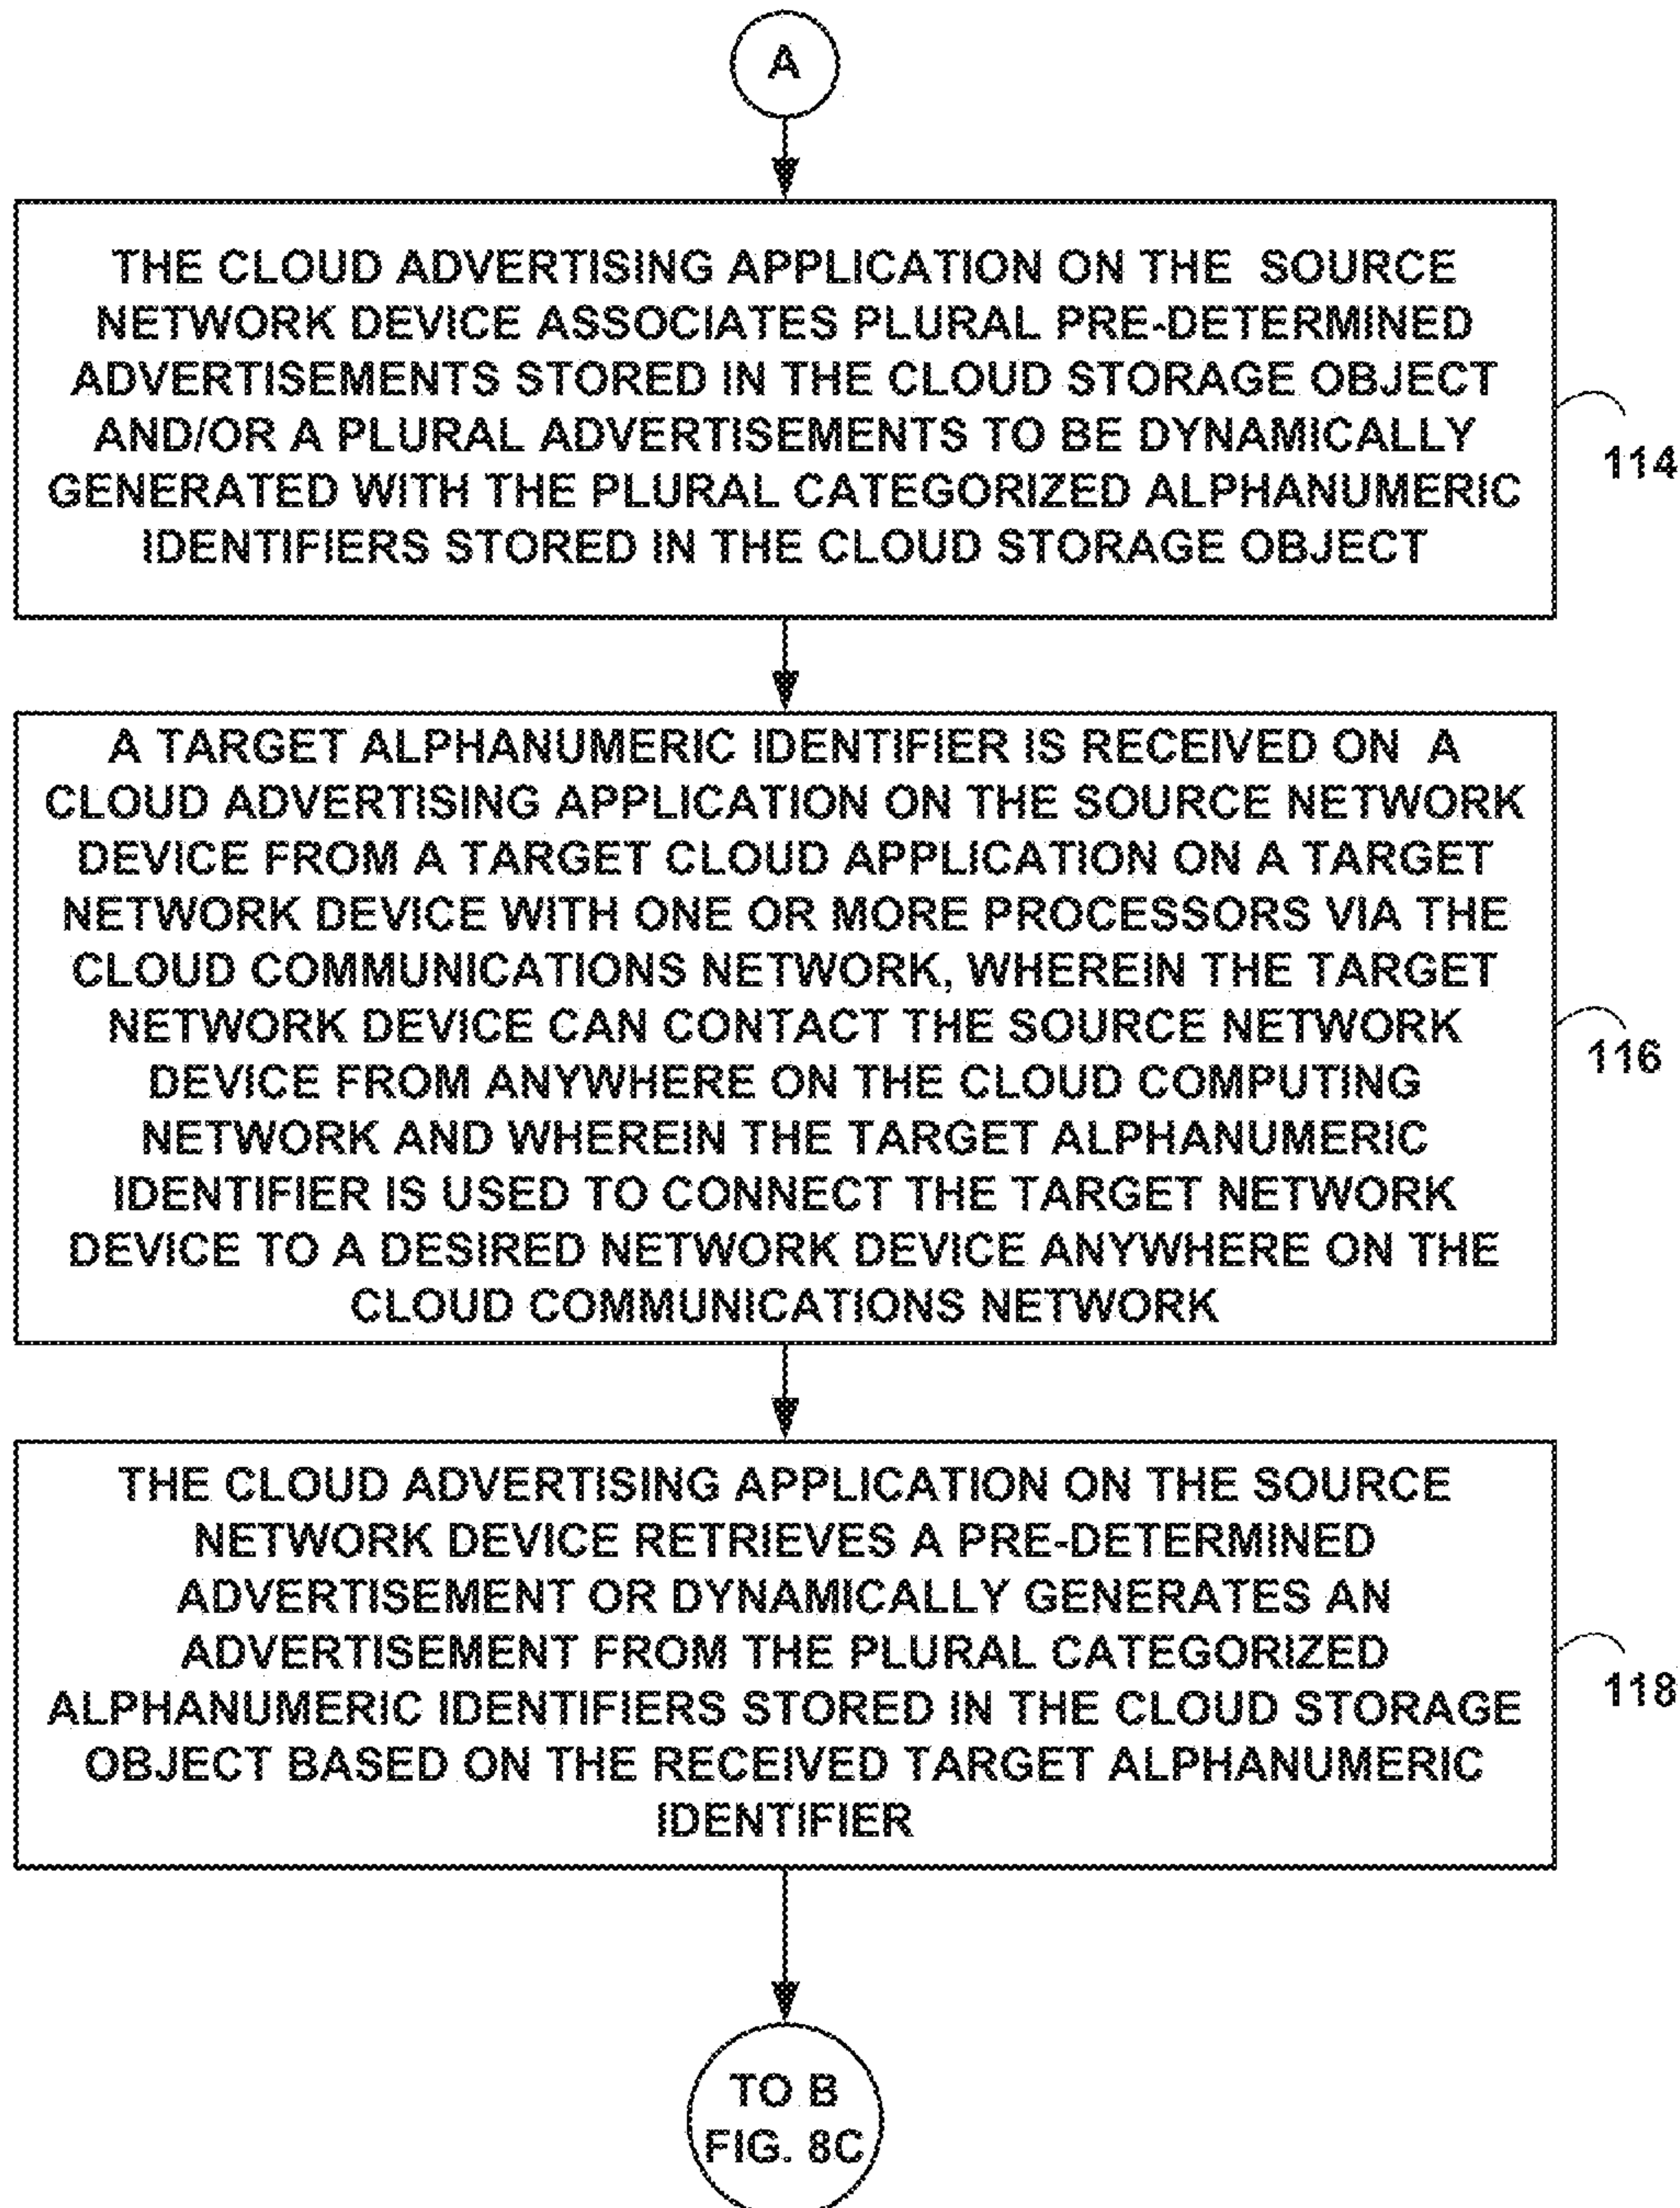 A
THE CLOUD ADVERTISING APPLICATION ON THE SOURCE
NETWORK DEVICE ASSOCIATES PLURAL PRE-DETERMINED
ADVERTISEMENTS STORED IN THE CLOUD STORAGE OBJECT
AND/OR A PLURAL ADVERTISEMENTS TO BE DYNAMICALLY
GENERATED WITH THE PLURAL CATEGORIZED ALPHANUMERIC
IDENTIFIERS STORED IN THE CLOUD STORAGE OBJECT
114
A TARGET ALPHANUMERIC IDENTIFIER IS RECEIVED ON A
CLOUD ADVERTISING APPLICATION ON THE SOURCE NETWORK
DEVICE FROM A TARGET CLOUD APPLICATION ON A TARGET
NETWORK DEVICE WITH ONE OR MORE PROCESSORS VIA THE
CLOUD COMMUNICATIONS NETWORK, WHEREIN THE TARGET
NETWORK DEVICE CAN CONTACT THE SOURCE NETWORK
DEVICE FROM ANYWHERE ON THE CLOUD COMPUTING
NETWORK AND WHEREIN THE TARGET ALPHANUMERIC
IDENTIFIER IS USED TO CONNECT THE TARGET NETWORK
DEVICE TO A DESIRED NETWORK DEVICE ANYWHERE ON THE
CLOUD COMMUNICATIONS NETWORK
116
THE CLOUD ADVERTISING APPLICATION ON THE SOURCE
NETWORK DEVICE RETRIEVES A PRE-DETERMINED
ADVERTISEMENT OR DYNAMICALLY GENERATES AN
ADVERTISEMENT FROM THE PLURAL CATEGORIZED
ALPHANUMERIC IDENTIFIERS STORED IN THE CLOUD STORAGE
OBJECT BASED ON THE RECEIVED TARGET ALPHANUMERIC
IDENTIFIER
118
TO B
FIG. 8C